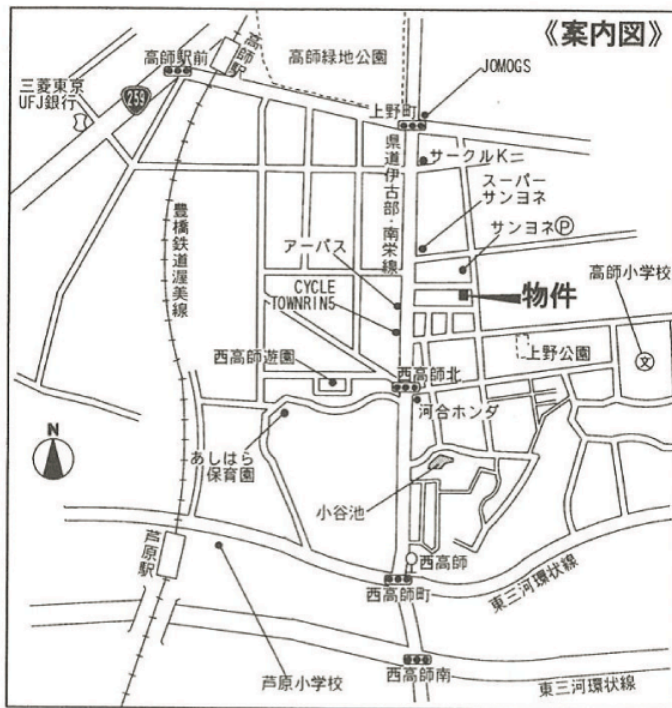 《案内図》
高師緑地公園
高師駅前
高師駅
JOMOGS
三菱東京
UFJ銀行
259
上野町
サークルK
県道伊古部・南栄線
スーパー
サンヨネ
サンヨネⓅ
豊橋鉄道渥美線
アーバス
高師小学校
CYCLE
TOWNRIN5
物件
文
西高師遊園
上野公園
西高師北
河合ホンダ
N
あしはら
保育園
小谷池
芦原駅
西高師
東三河環状線
西高師町
芦原小学校
西高師南
東三河環状線